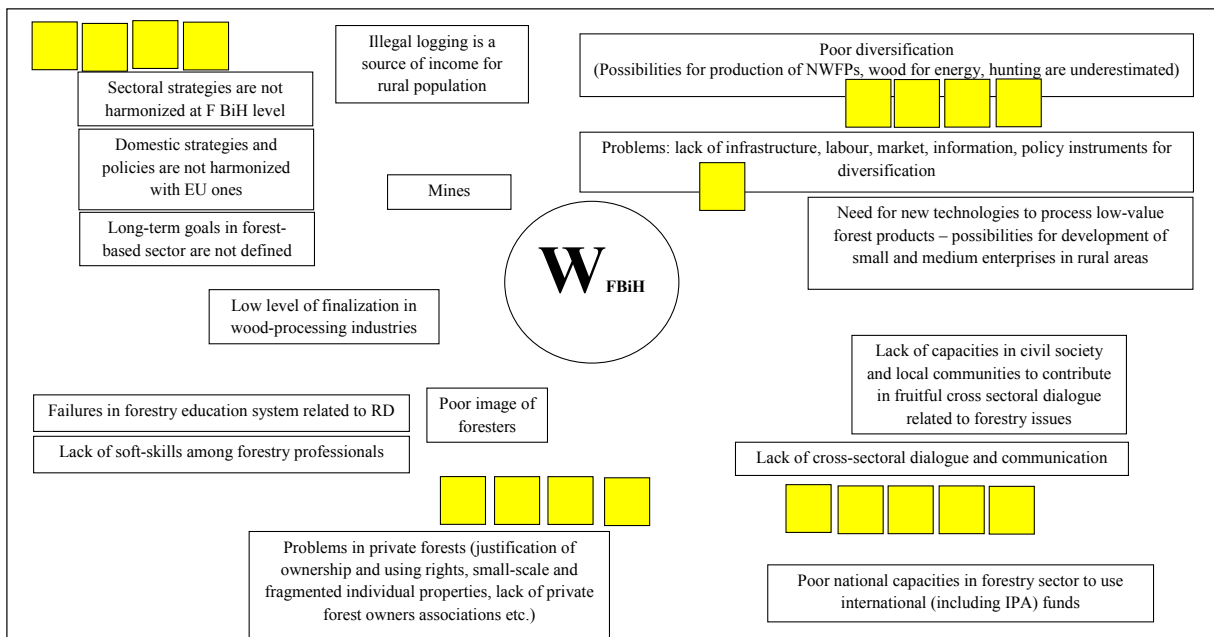 Illegal logging is a
source of income for
rural population
Poor diversification
(Possibilities for production of NWFPs, wood for energy, hunting are underestimated)
Sectoral strategies are not
harmonized at F BiH level
Domestic strategies and
policies are not harmonized
with EU ones
Long-term goals in forest-
based sector are not defined
Problems: lack of infrastructure, labour, market, information, policy instruments for
diversification
Mines
Need for new technologies to process low-value
forest products – possibilities for development of
small and medium enterprises in rural areas
W FBiH
Low level of finalization in
wood-processing industries
Lack of capacities in civil society
and local communities to contribute
in fruitful cross sectoral dialogue
related to forestry issues
Failures in forestry education system related to RD
Poor image of
foresters
Lack of soft-skills among forestry professionals
Lack of cross-sectoral dialogue and communication
Problems in private forests (justification of
ownership and using rights, small-scale and
fragmented individual properties, lack of private
forest owners associations etc.)
Poor national capacities in forestry sector to use
international (including IPA) funds